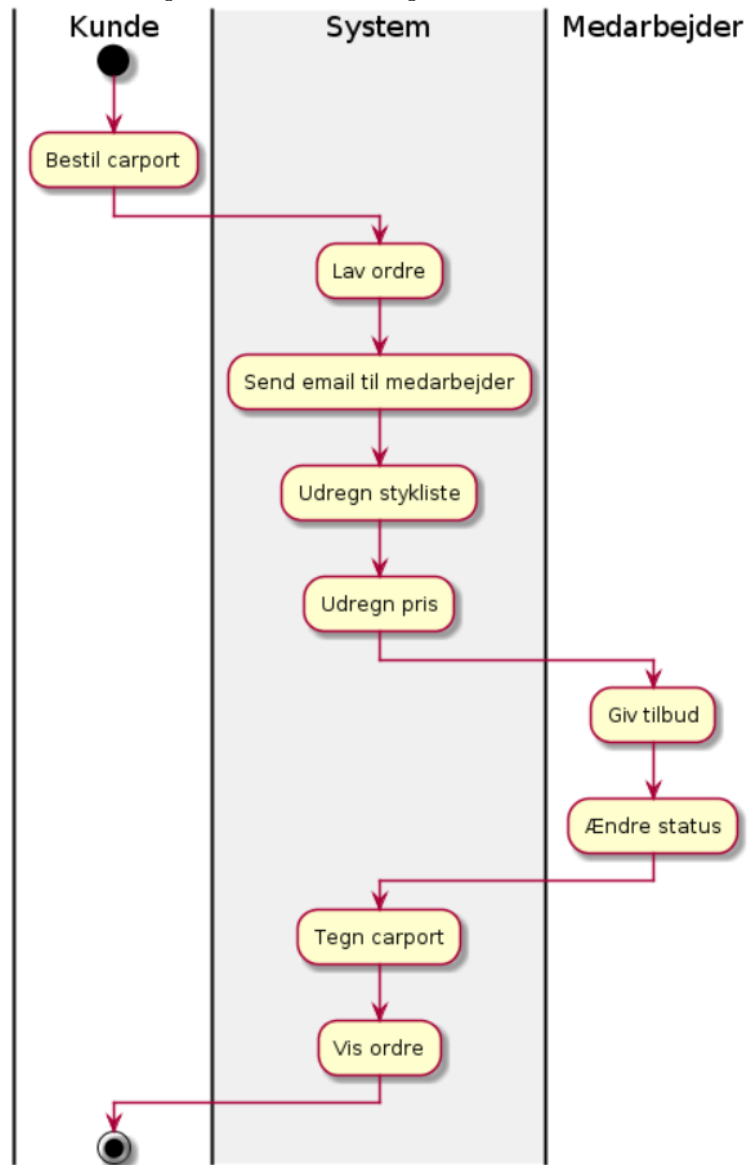 Kunde
System
Medarbejder
Bestil carport
Lav ordre
Send email til medarbejder
Udregn stykliste
Udregn pris
Giv tilbud
Ændre status
Tegn carport
Vis ordre